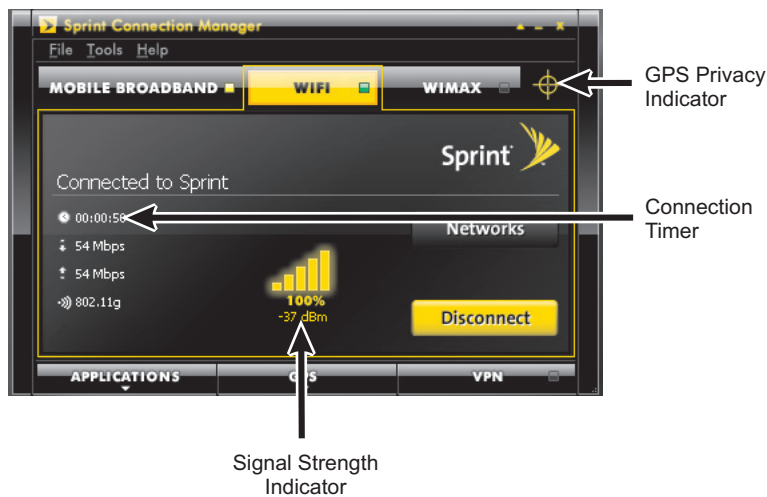 Sprint Connection Manager
File Tools Help
MOBILE BROADBAND WIFI WIMAX
GPS Privacy
Indicator
Sprint
Connected to Sprint
Connection
Timer
Networks
54 Mbps
54 Mbps
802.11g
100%
-37 dBm
Disconnect
APPLICATIONS GPS VPN
Signal Strength
Indicator